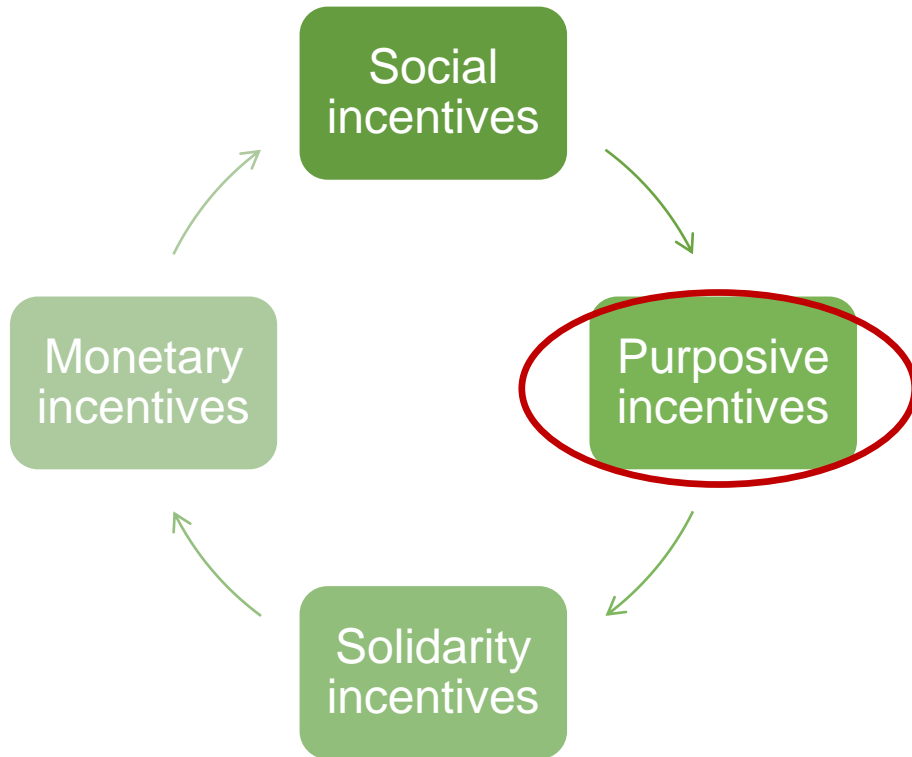 Social
incentives
Monetary
incentives
Purposive
incentives
Solidarity
incentives